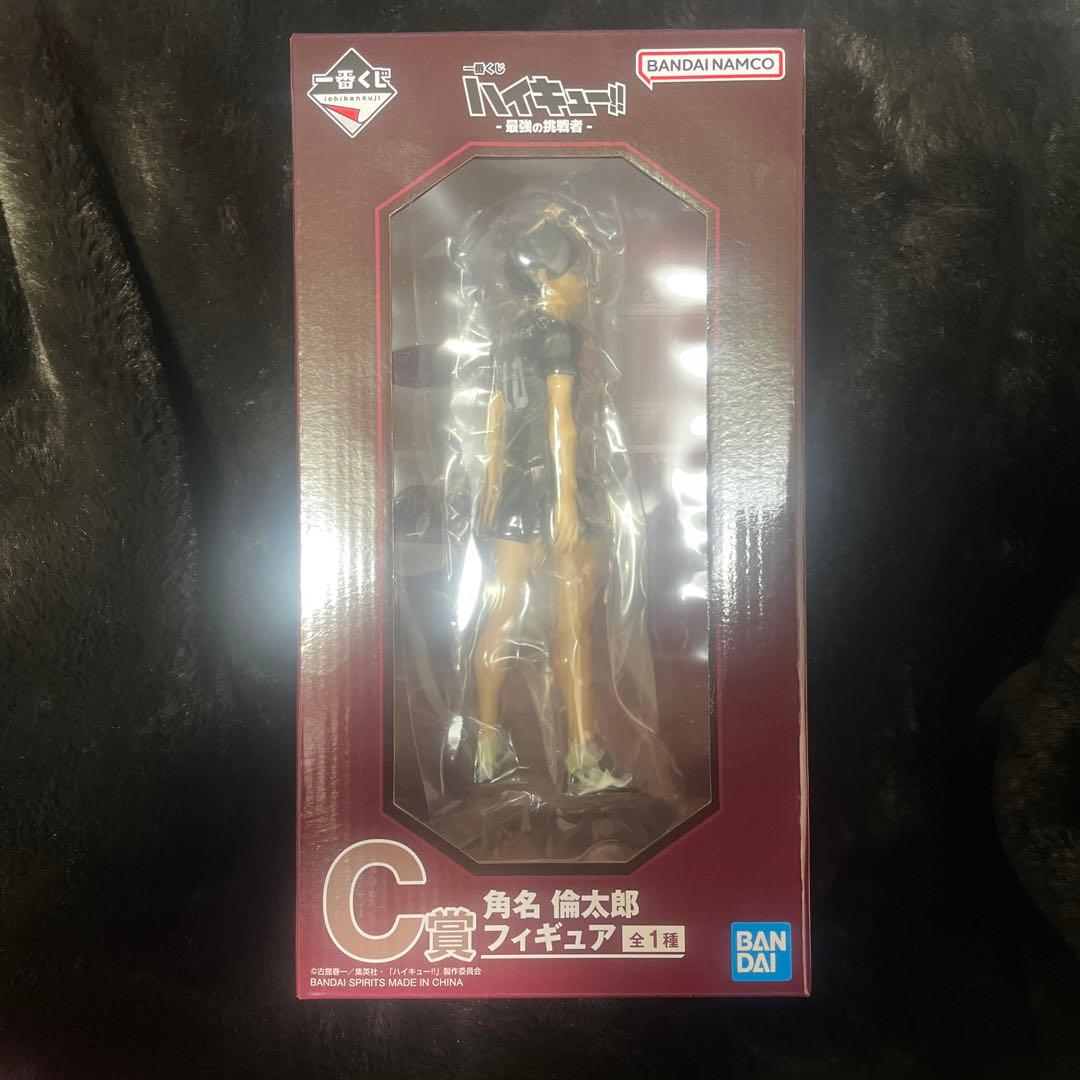 一番くじ
ichibankuji
一番くじ
ハイキュー!!
- 最強の挑戦者 -
BANDAI NAMCO
10
C賞
角名 倫太郎
フィギュア 全1種
©古舘春一／集英社・「ハイキュー!!」製作委員会
BANDAI SPIRITS MADE IN CHINA
BAN
DAI